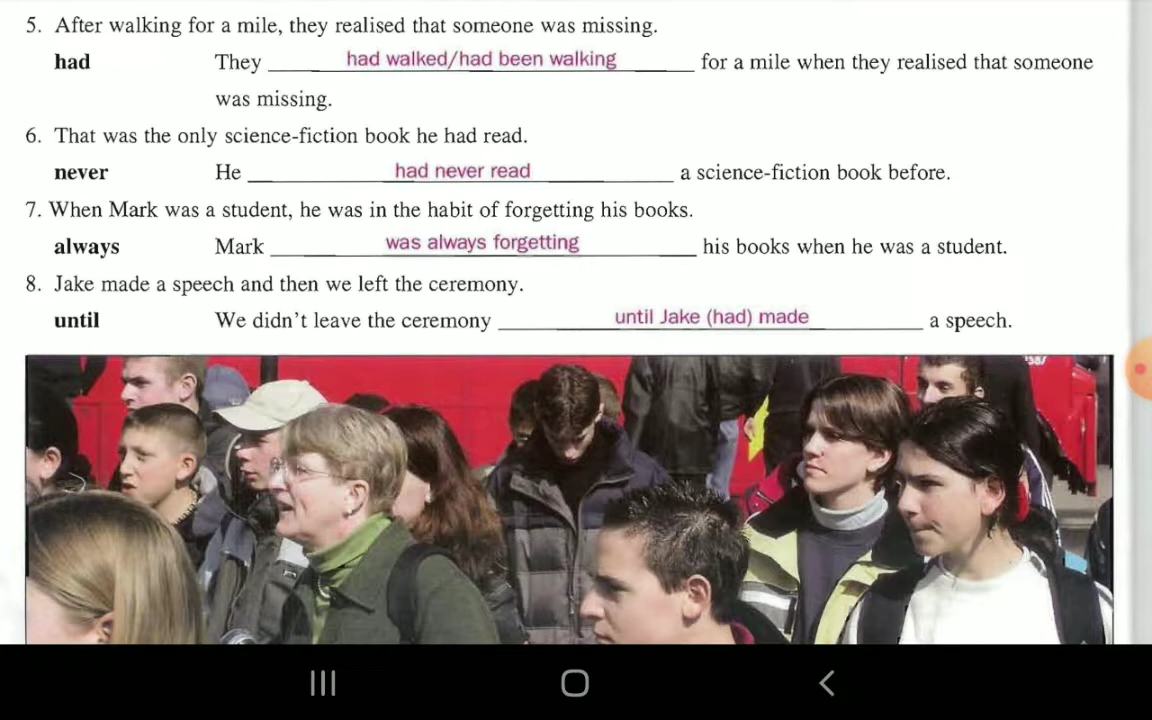 5. After walking for a mile, they realised that someone was missing.
had They had walked/had been walking for a mile when they realised that someone
was missing.
6. That was the only science-fiction book he had read.
never He had never read a science-fiction book before.
7. When Mark was a student, he was in the habit of forgetting his books.
always Mark was always forgetting his books when he was a student.
8. Jake made a speech and then we left the ceremony.
until We didn't leave the ceremony until Jake (had) made a speech.